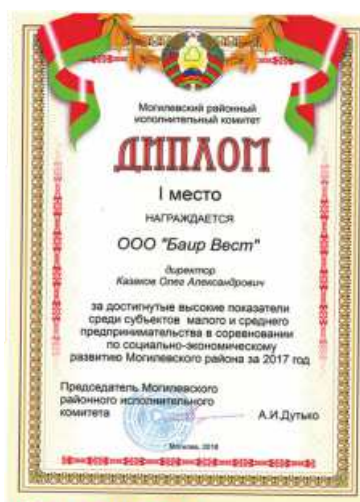 Могилевский районный
исполнительный комитет
ДИПЛОМ
I место
НАГРАЖДАЕТСЯ
ООО "Баир Вест"
директор
Казаков Олег Александрович
за достигнутые высокие показатели
среди субъектов малого и среднего
предпринимательства в соревновании
по социально-экономическому
развитию Могилевского района за 2017 год
Председатель Могилевского
районного исполнительного
комитета А.И.Дутько
Могилев, 2018